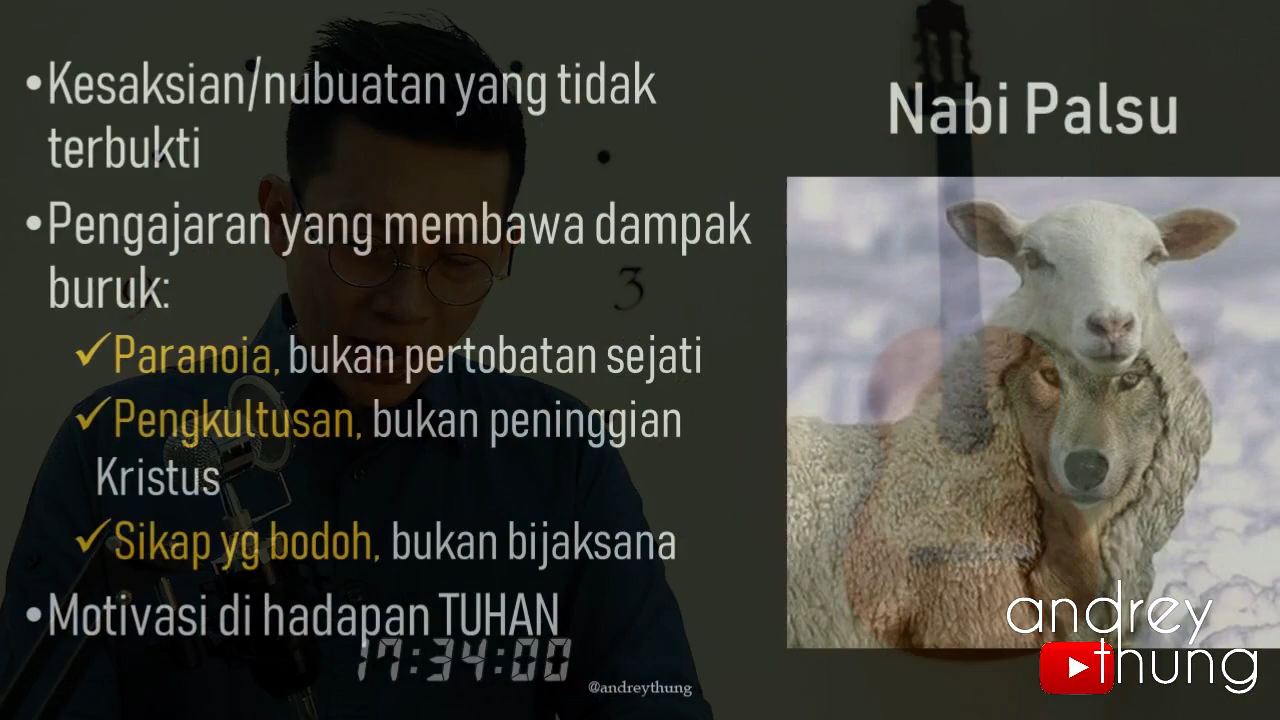 •Kesaksian/nubuatan yang tidak
terbukti
•Pengajaran yang membawa dampak
buruk:
✓Paranoia, bukan pertobatan sejati
✓Pengkultusan, bukan peninggian
Kristus
✓Sikap yg bodoh, bukan bijaksana
•Motivasi di hadapan TUHAN
Nabi Palsu
3
17:34:00
@andreythung
andrey
thung